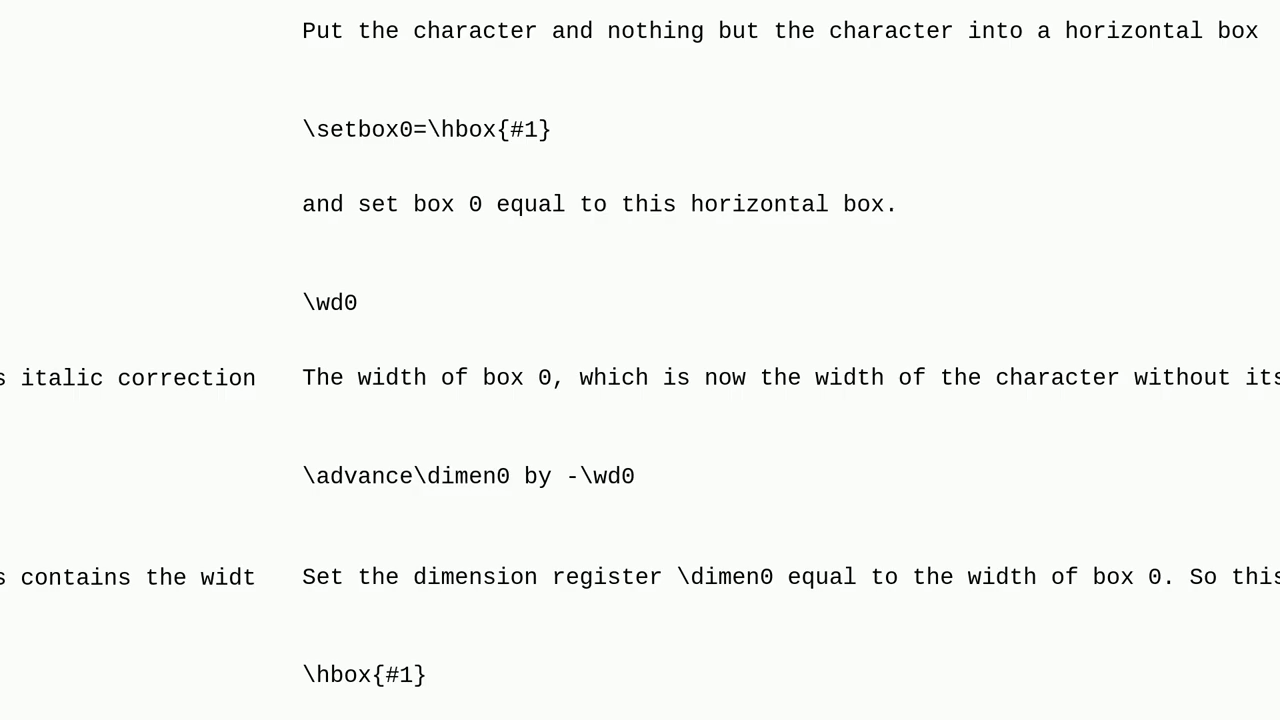 Put the character and nothing but the character into a horizontal box
\setbox0=\hbox{#1}
and set box 0 equal to this horizontal box.
\wd0
s italic correction
The width of box 0, which is now the width of the character without its
\advance\dimen0 by -\wd0
s contains the widt
Set the dimension register \dimen0 equal to the width of box 0. So this
\hbox{#1}